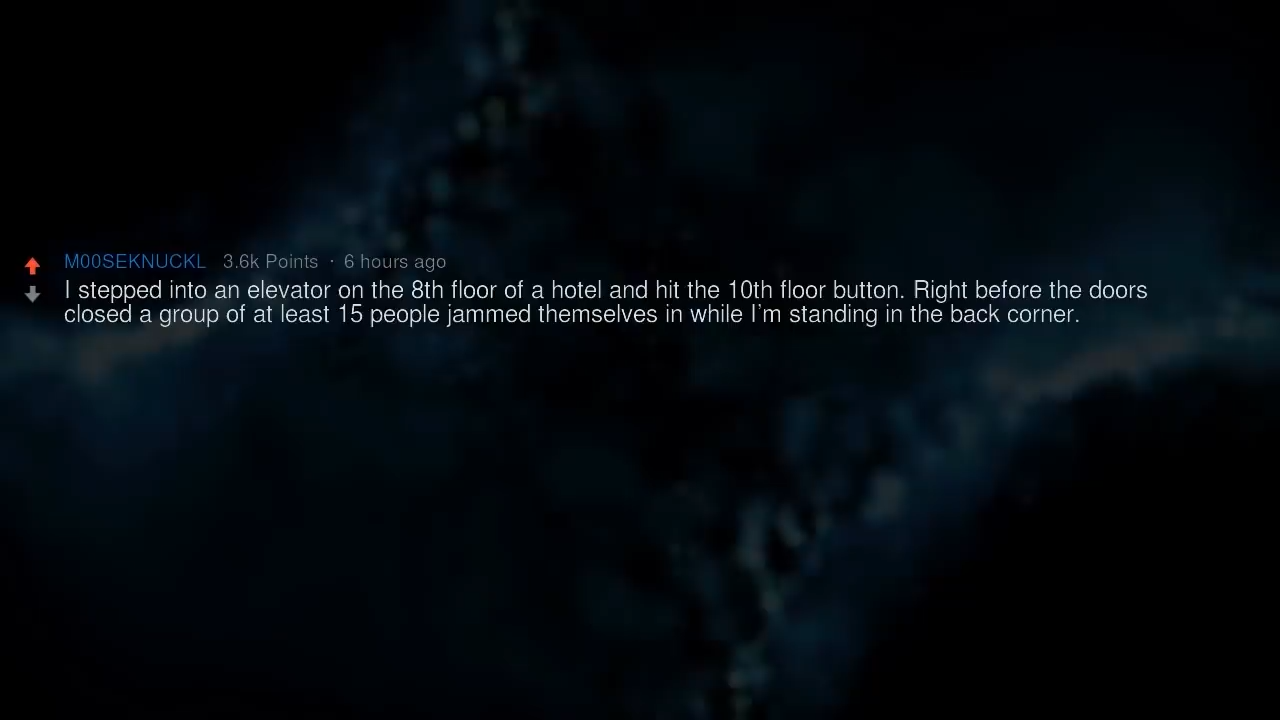 M00SEKNUCKL 3.6k Points · 6 hours ago
I stepped into an elevator on the 8th floor of a hotel and hit the 10th floor button. Right before the doors
closed a group of at least 15 people jammed themselves in while I'm standing in the back corner.